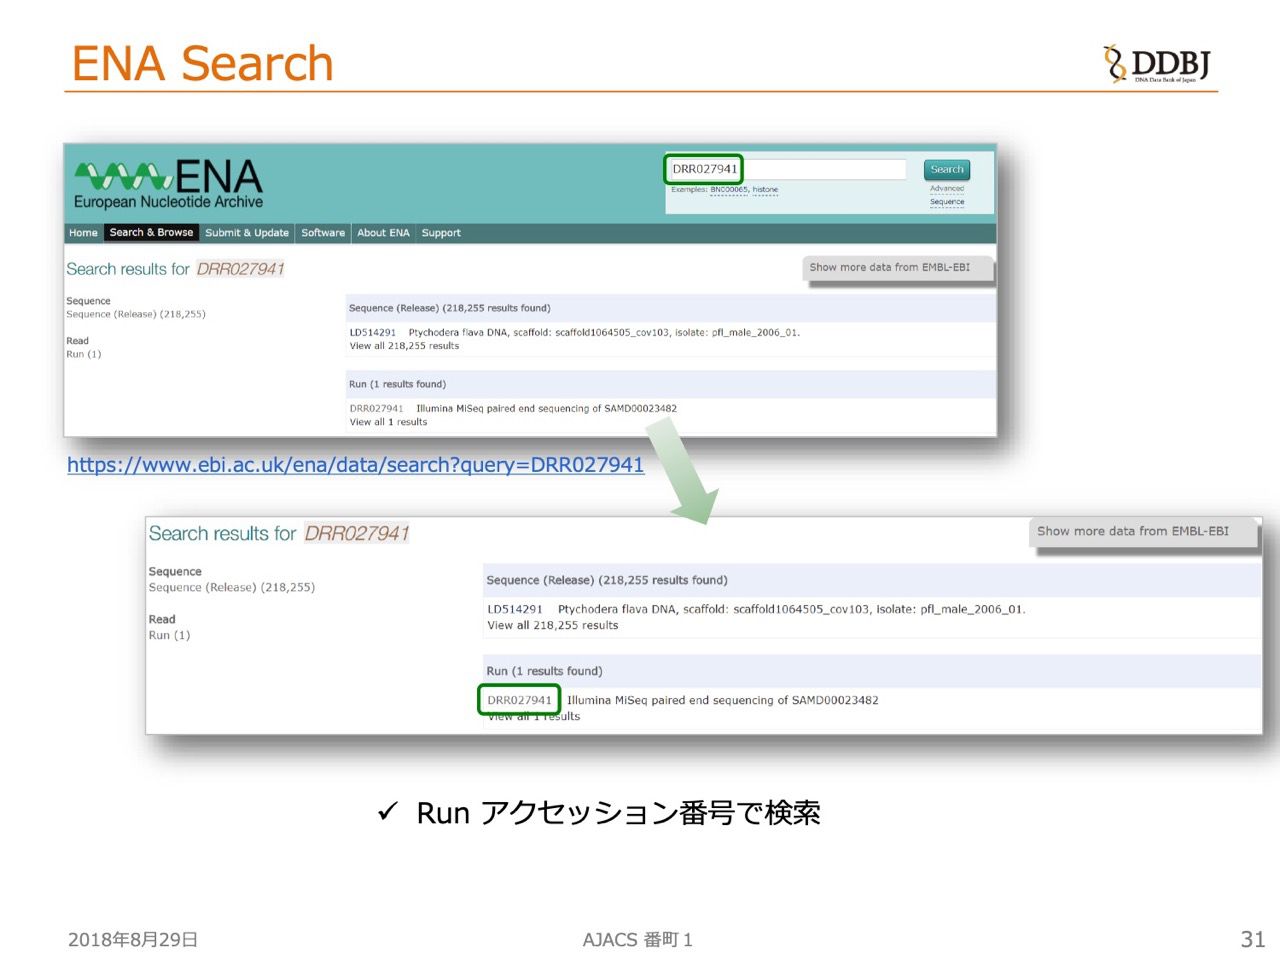 ENA Search
DDBJ
DNA Data Bank of Japan
ENA
European Nucleotide Archive
DRR027941
Search
Examples: BN000065, histone
Advanced
Sequence
Home Search & Browse Submit & Update Software About ENA Support
Search results for DRR027941
Show more data from EMBL-EBI
Sequence
Sequence (Release) (218,255)
Read
Run (1)
Sequence (Release) (218,255 results found)
LD514291 Ptychodera flava DNA, scaffold: scaffold1064505_cov103, isolate: pfl_male_2006_01.
View all 218,255 results
Run (1 results found)
DRR027941 Illumina MiSeq paired end sequencing of SAMD00023482
View all 1 results
https://www.ebi.ac.uk/ena/data/search?query=DRR027941
Search results for DRR027941
Show more data from EMBL-EBI
Sequence
Sequence (Release) (218,255)
Read
Run (1)
Sequence (Release) (218,255 results found)
LD514291 Ptychodera flava DNA, scaffold: scaffold1064505_cov103, isolate: pfl_male_2006_01.
View all 218,255 results
Run (1 results found)
DRR027941 Illumina MiSeq paired end sequencing of SAMD00023482
View all 1 results
✓ Run アクセッション番号で検索
2018年8月29日
AJACS 番町1
31